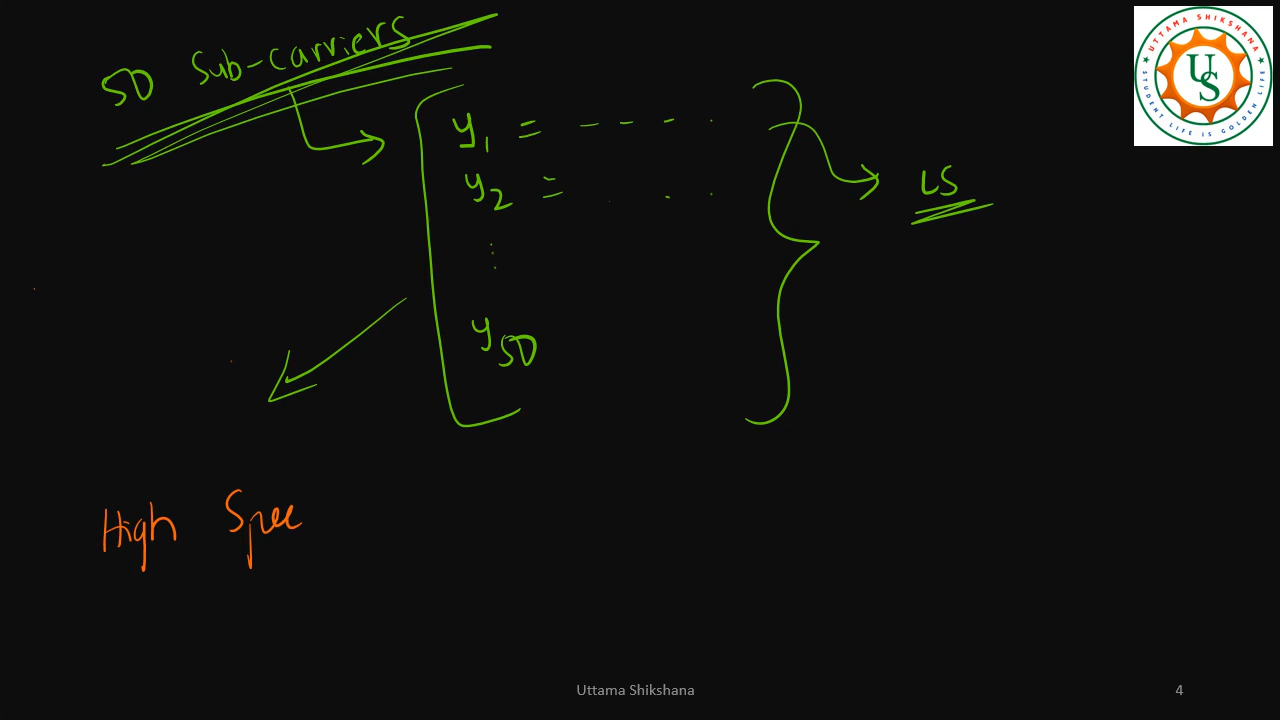 50 Sub-carriers
y1 = - - - .
y2 = . .
⋮
y50
LS
High Spee
UTTAMA SHIKSHANA
US
STUDENT LIFE IS GOLDEN LIFE
Uttama Shikshana
4